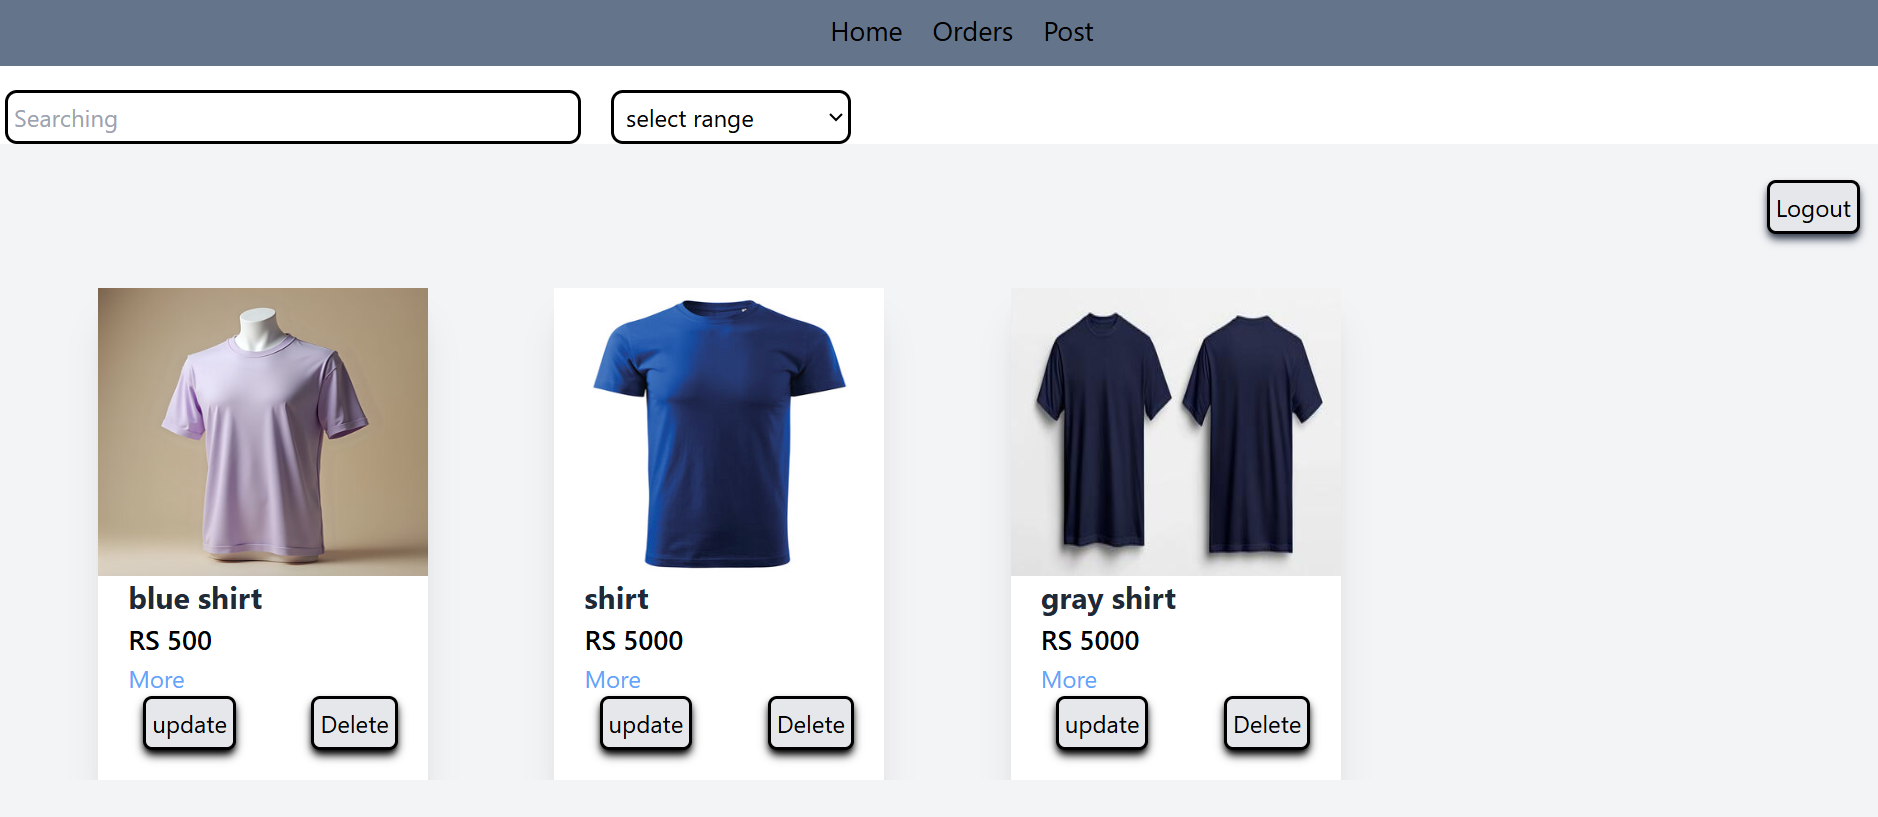 Home Orders Post
Searching
select range
Logout
blue shirt
RS 500
More
update Delete
shirt
RS 5000
More
update Delete
gray shirt
RS 5000
More
update Delete